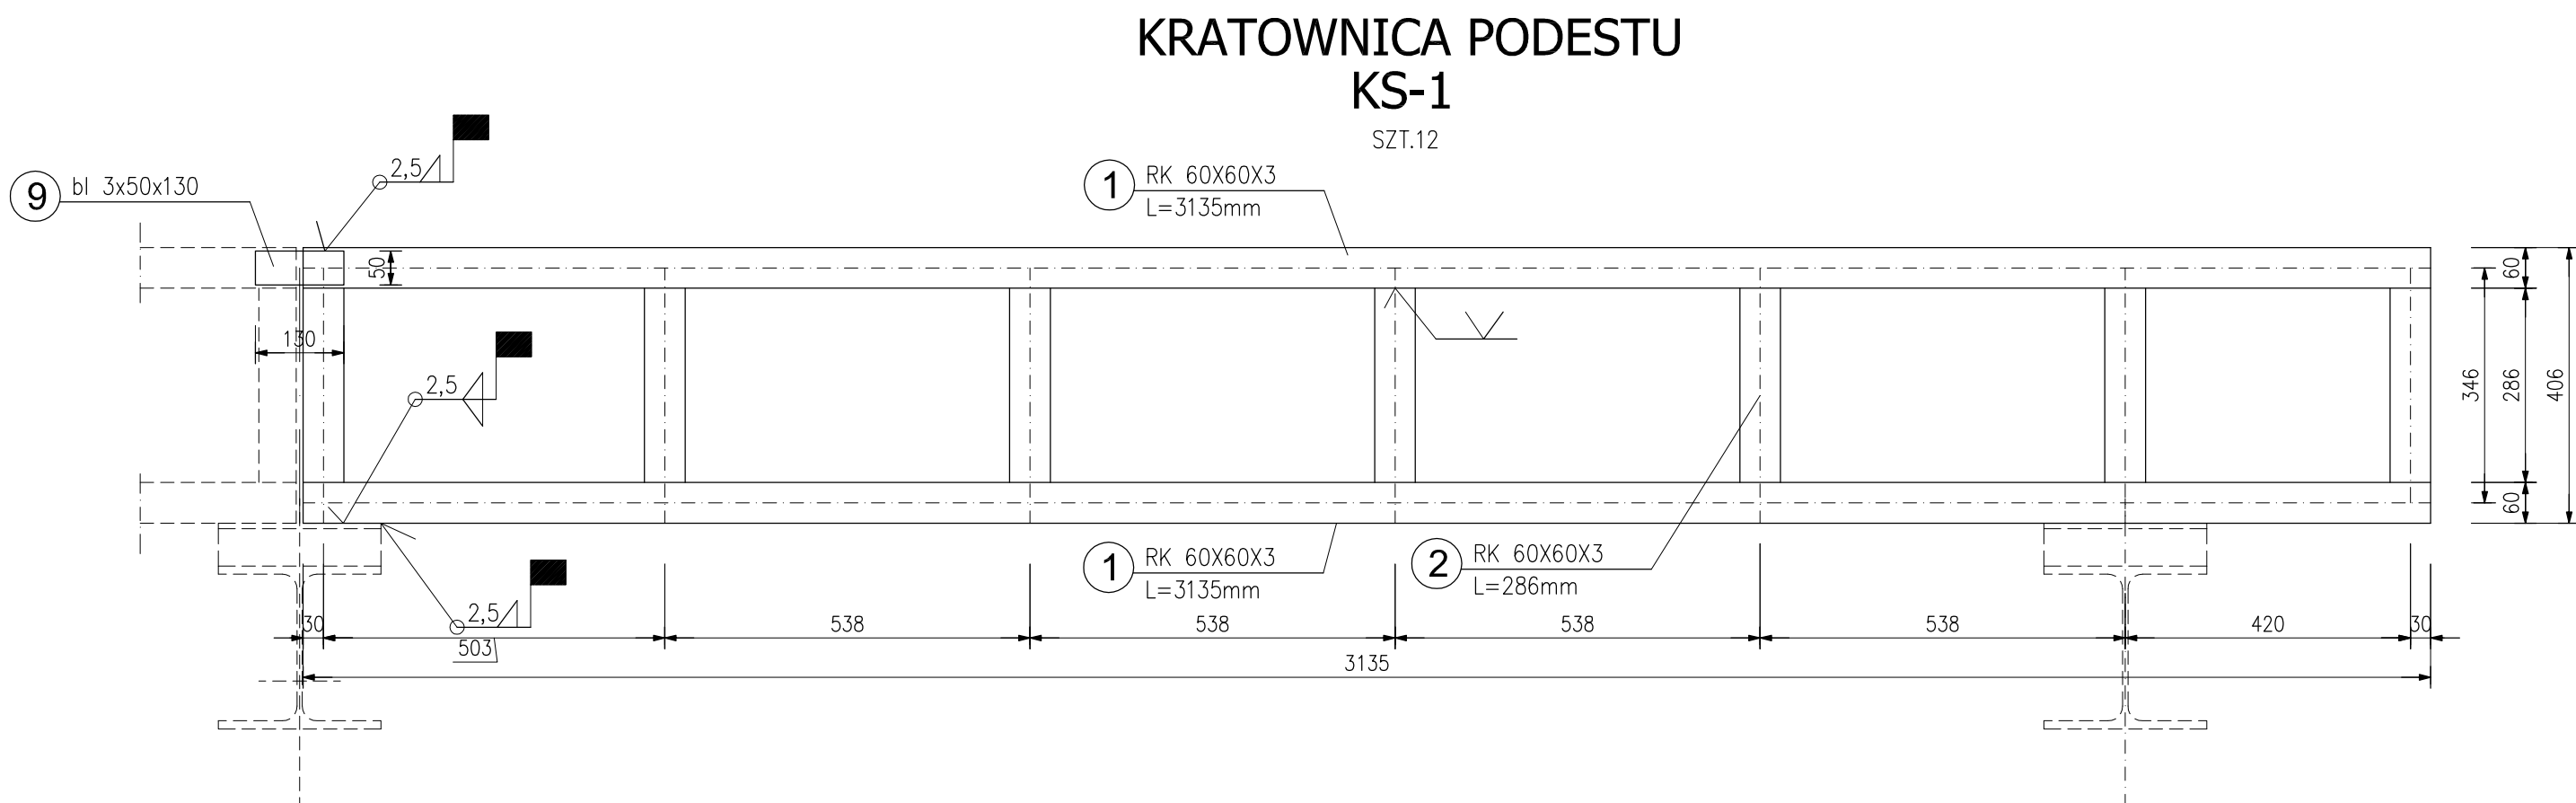 KRATOWNICA PODESTU
KS-1
SZT.12
2,5
9 bl 3x50x130
1 RK 60X60X3
L=3135mm
50
60
130
2,5
346
286
406
60
1 RK 60X60X3
L=3135mm
2 RK 60X60X3
L=286mm
2,5
30
503
538
538
538
538
420
30
3135